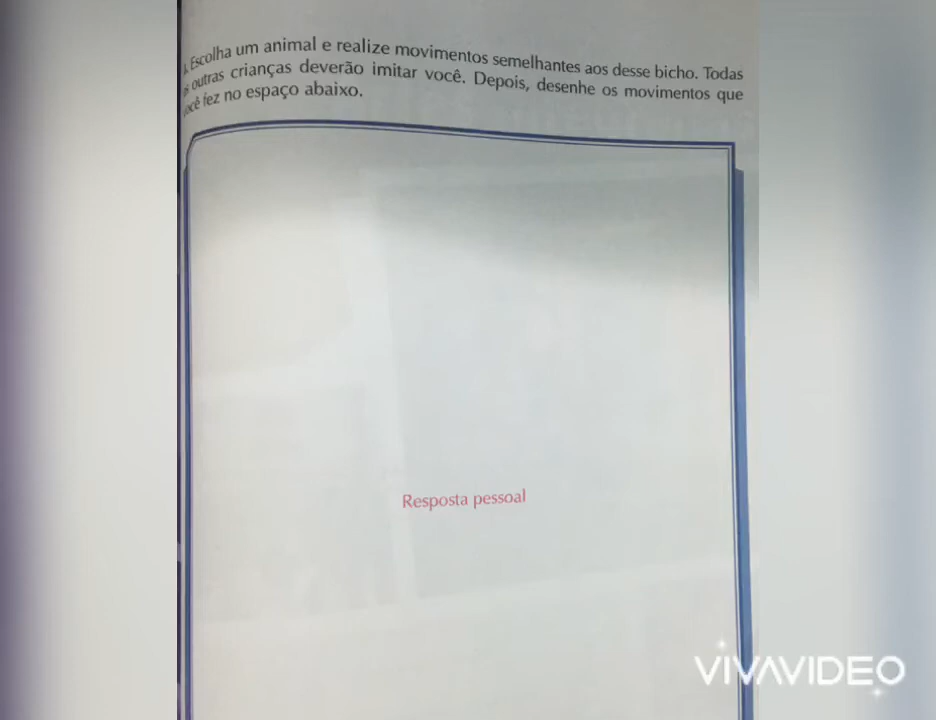 Escolha um animal e realize movimentos semelhantes aos desse bicho. Todas
outras crianças deverão imitar você. Depois, desenhe os movimentos que
você fez no espaço abaixo.
Resposta pessoal
VIVAVIDEO